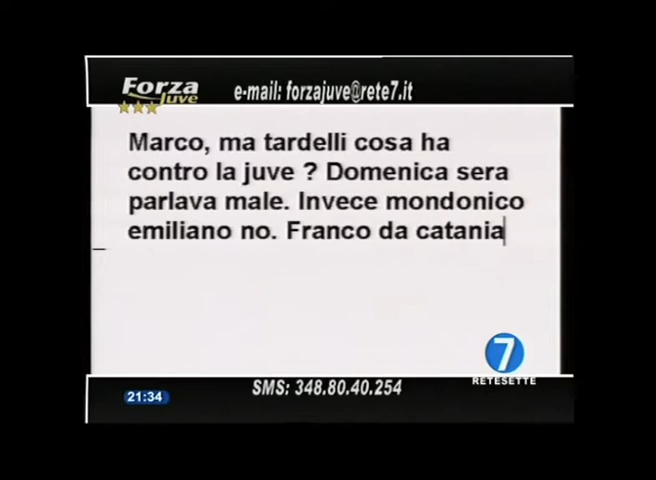 Forza
Juve
e-mail: forzajuve@rete7.it
Marco, ma tardelli cosa ha
contro la juve ? Domenica sera
parlava male. Invece mondonico
emiliano no. Franco da catania
7
RETESETTE
21:34
SMS: 348.80.40.254